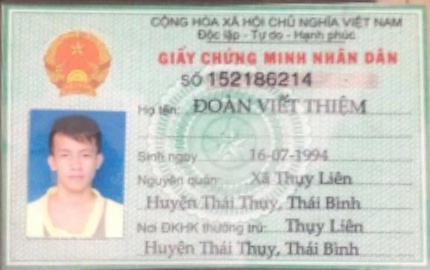 CỘNG HÒA XÃ HỘI CHỦ NGHĨA VIỆT NAM
Độc lập - Tự do - Hạnh phúc
GIẤY CHỨNG MINH NHÂN DÂN
SỐ 152186214
Họ tên: ĐOÀN VIẾT THIỆM
Sinh ngày 16-07-1994
Nguyên quán: Xã Thụy Liên
Huyện Thái Thụy, Thái Bình
Nơi ĐKHK thường trú: Thụy Liên
Huyện Thái Thụy, Thái Bình